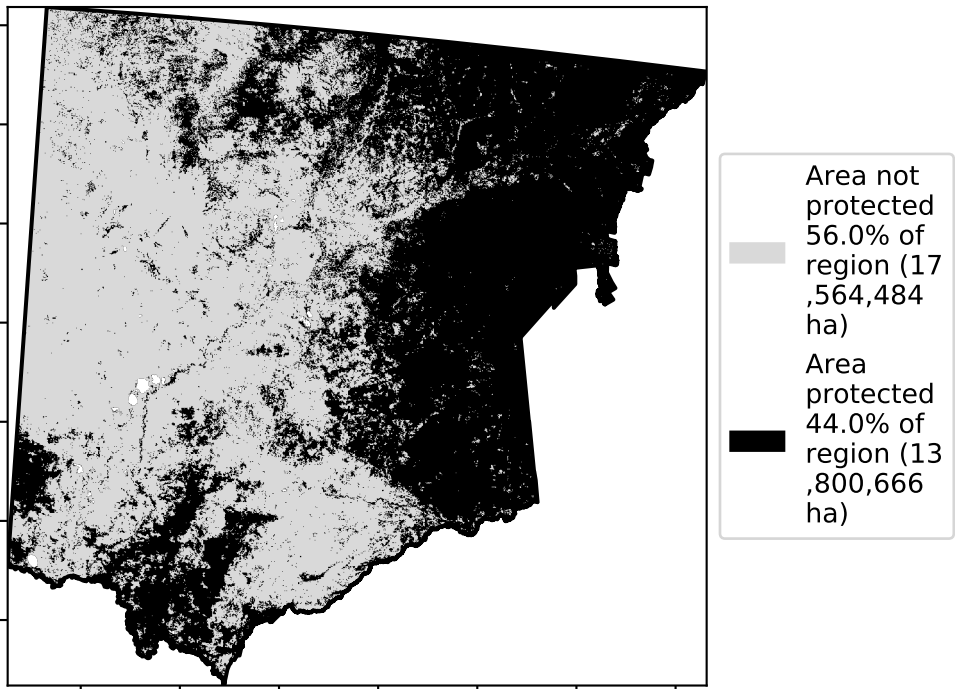 Area not
protected
56.0% of
region (17
,564,484
ha)
Area
protected
44.0% of
region (13
,800,666
ha)